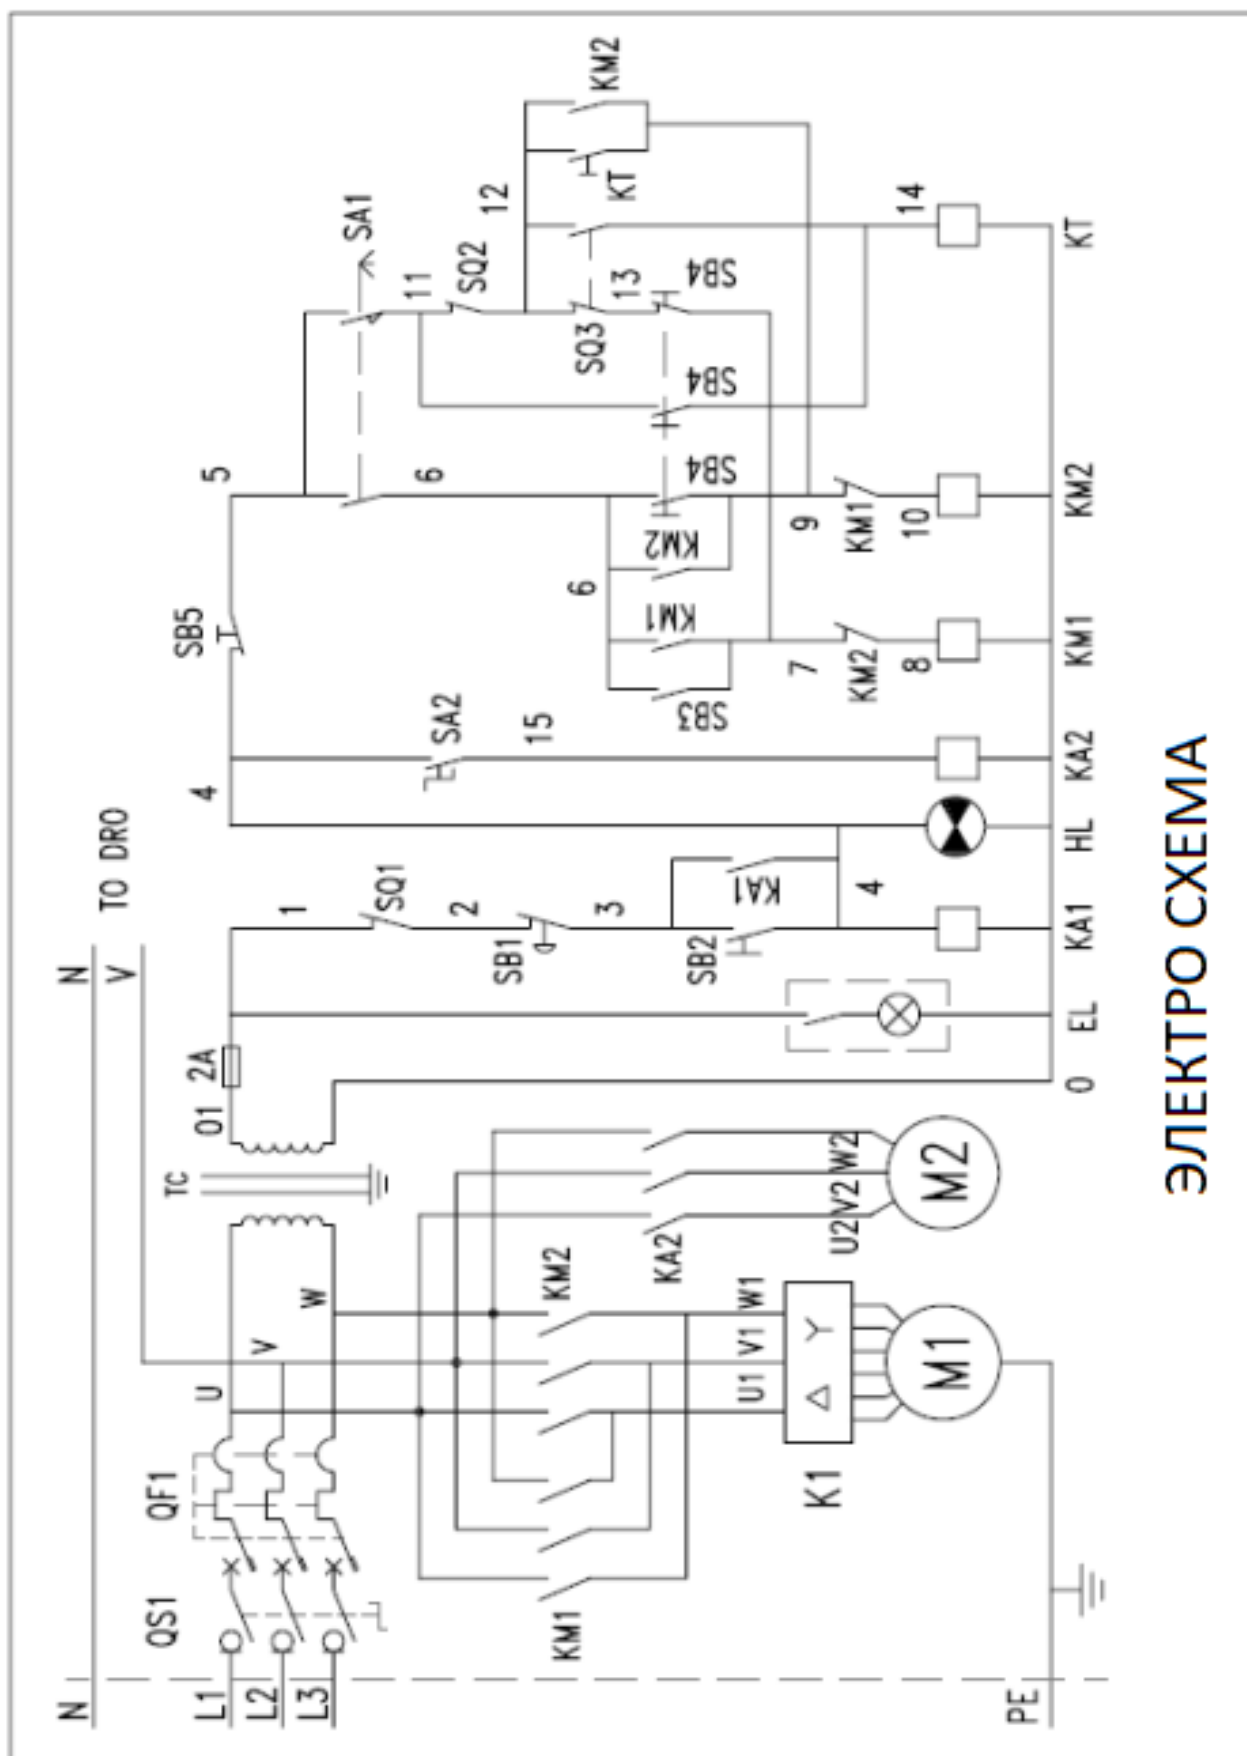 N
L1
L2
L3
PE
QS1
QF1
U
V
W
TC
N
V
TO DRO
01
2A
KM1
KM2
KA2
U1
V1
W1
U2
V2
W2
K1
Δ
Y
M1
M2
0
EL
KA1
HL
KA2
KM1
KM2
KT
1
SQ1
2
SB1
3
SB2
KA1
4
4
SA2
15
SB5
5
SB3
KM1
KM2
6
6
SB4
SB4
SB4
7
KM2
8
9
KM1
10
SA1
11
SQ2
12
SQ3
13
KT
KM2
14
ЭЛЕКТРО СХЕМА